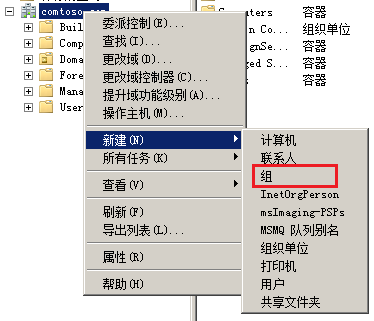 comtoso.org
Buil
Comp
Doma
Fore
Mana
User
委派控制(E)...
查找(I)...
更改域(D)...
更改域控制器(C)...
提升域功能级别(A)...
操作主机(M)...
新建(N)
所有任务(K)
查看(V)
刷新(F)
导出列表(L)...
属性(R)
帮助(H)
计算机
联系人
组
InetOrgPerson
msImaging-PSPs
MSMQ 队列别名
组织单位
打印机
用户
共享文件夹
mputers
容器
n Co...
组织单位
ignSe...
容器
ged S...
容器
容器